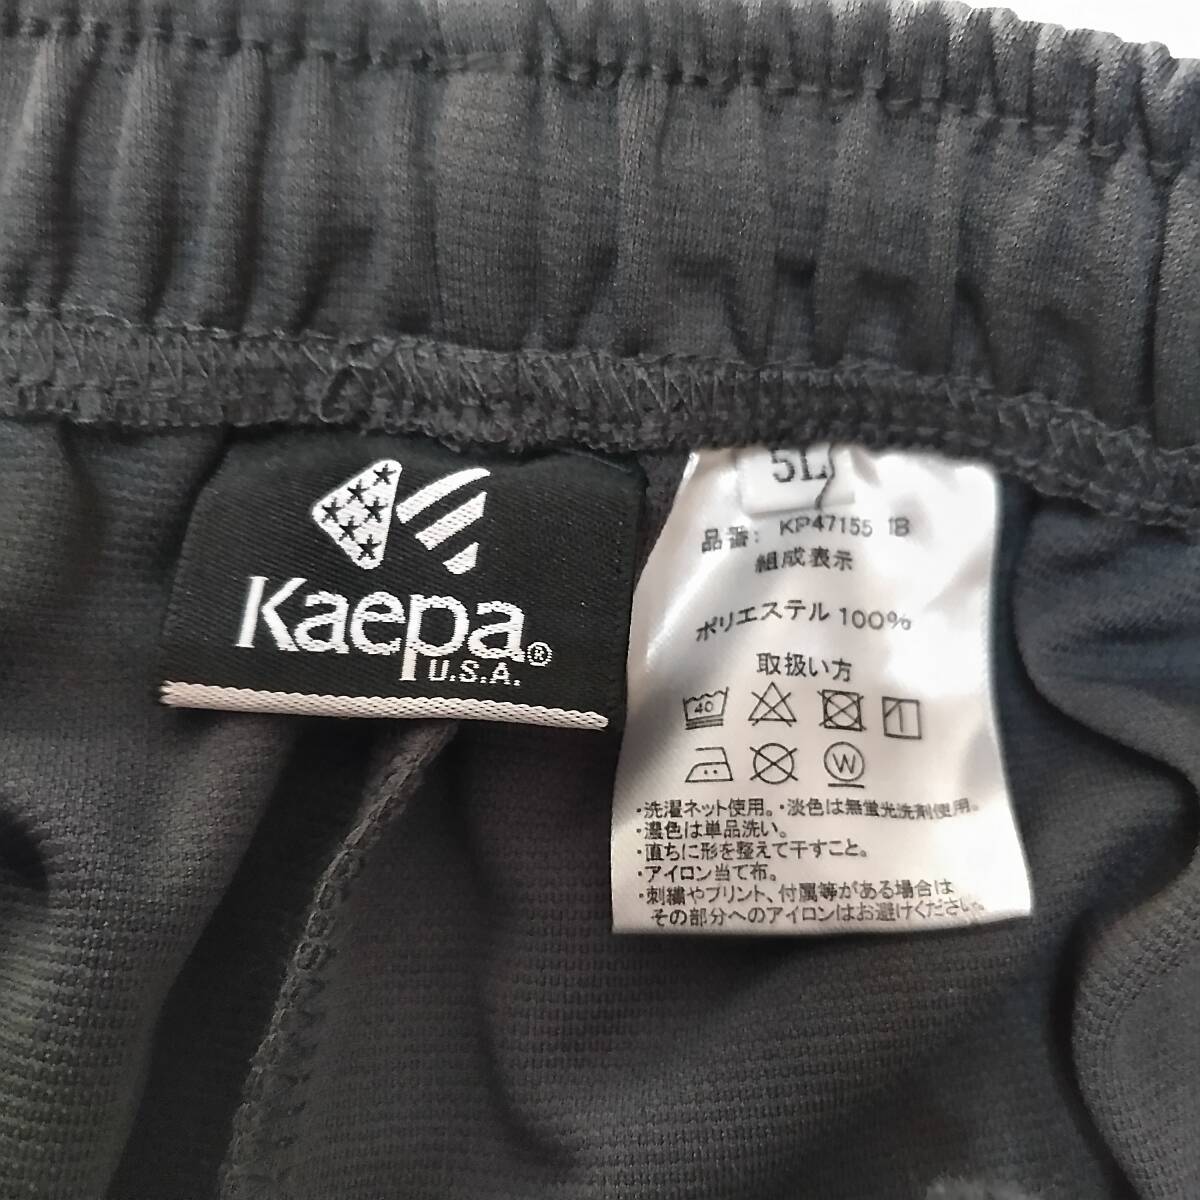 Kaepa®
U.S.A.
5L
品番: KP47155 1B
組成表示
ポリエステル 100%
取扱い方
40
W
・洗濯ネット使用。・淡色は無蛍光洗剤使用。
・濃色は単品洗い。
・直ちに形を整えて干すこと。
・アイロン当て布。
・刺繍やプリント、付属等がある場合は
その部分へのアイロンはお避けください。